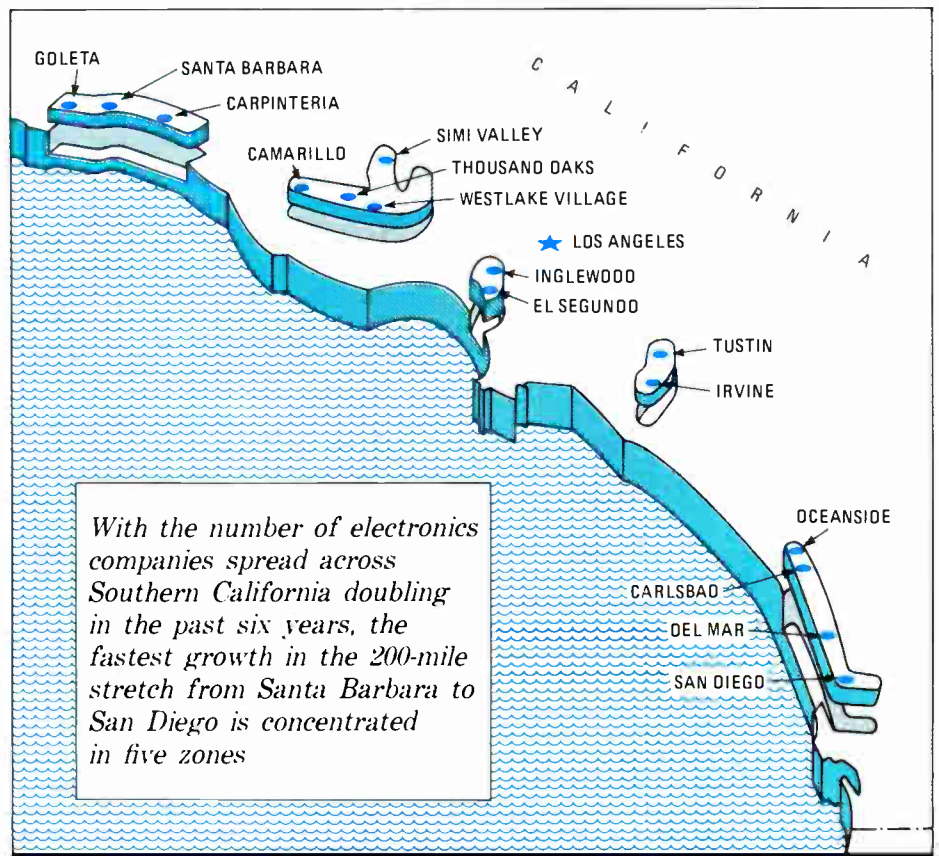 GOLETA
SANTA BARBARA
CARPINTERIA
SIMI VALLEY
CAMARILLO
THOUSAND OAKS
WESTLAKE VILLAGE
CALIFORNIA
LOS ANGELES
INGLEWOOD
EL SEGUNDO
TUSTIN
IRVINE
OCEANSIDE
CARLSBAD
DEL MAR
SAN DIEGO
With the number of electronics
companies spread across
Southern California doubling
in the past six years, the
fastest growth in the 200-mile
stretch from Santa Barbara to
San Diego is concentrated
in five zones